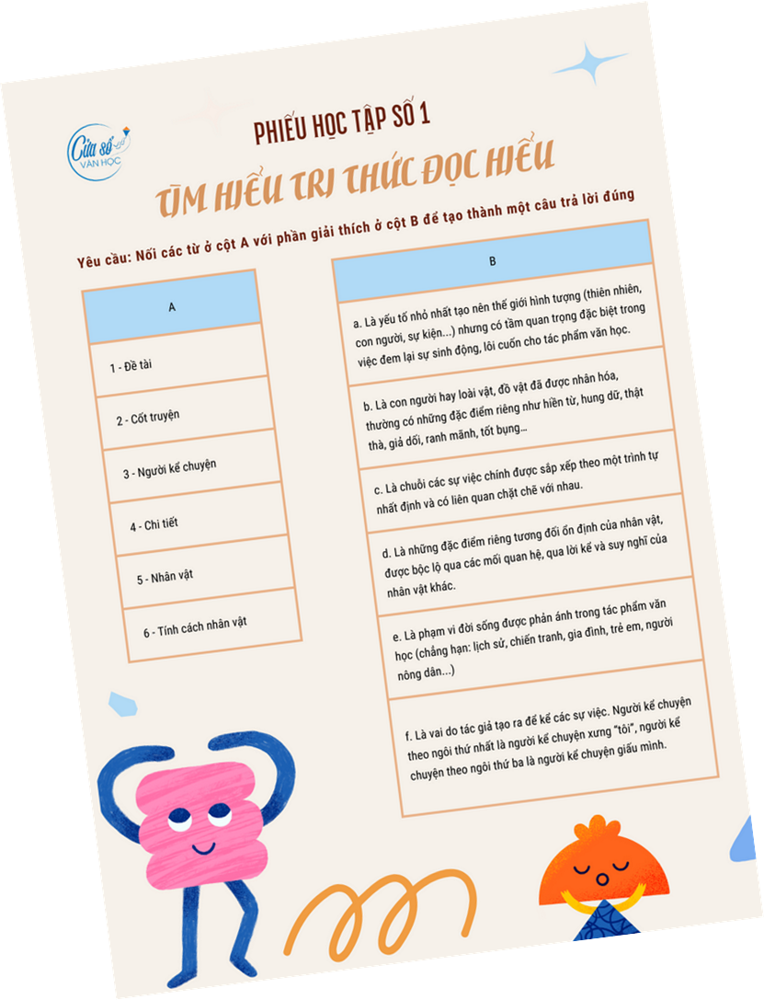 Cửa sổ
VĂN HỌC
PHIẾU HỌC TẬP SỐ 1
TÌM HIỂU TRI THỨC ĐỌC HIỂU
Yêu cầu: Nối các từ ở cột A với phần giải thích ở cột B để tạo thành một câu trả lời đúng
A
1 - Đề tài
2 - Cốt truyện
3 - Người kể chuyện
4 - Chi tiết
5 - Nhân vật
6 - Tính cách nhân vật
B
a. Là yếu tố nhỏ nhất tạo nên thế giới hình tượng (thiên nhiên,
con người, sự kiện...) nhưng có tầm quan trọng đặc biệt trong
việc đem lại sự sinh động, lôi cuốn cho tác phẩm văn học.
b. Là con người hay loài vật, đồ vật đã được nhân hóa,
thường có những đặc điểm riêng như hiền từ, hung dữ, thật
thà, giả dối, ranh mãnh, tốt bụng...
c. Là chuỗi các sự việc chính được sắp xếp theo một trình tự
nhất định và có liên quan chặt chẽ với nhau.
d. Là những đặc điểm riêng tương đối ổn định của nhân vật,
được bộc lộ qua các mối quan hệ, qua lời kể và suy nghĩ của
nhân vật khác.
e. Là phạm vi đời sống được phản ánh trong tác phẩm văn
học (chẳng hạn: lịch sử, chiến tranh, gia đình, trẻ em, người
nông dân...)
f. Là vai do tác giả tạo ra để kể các sự việc. Người kể chuyện
theo ngôi thứ nhất là người kể chuyện xưng "tôi", người kể
chuyện theo ngôi thứ ba là người kể chuyện giấu mình.